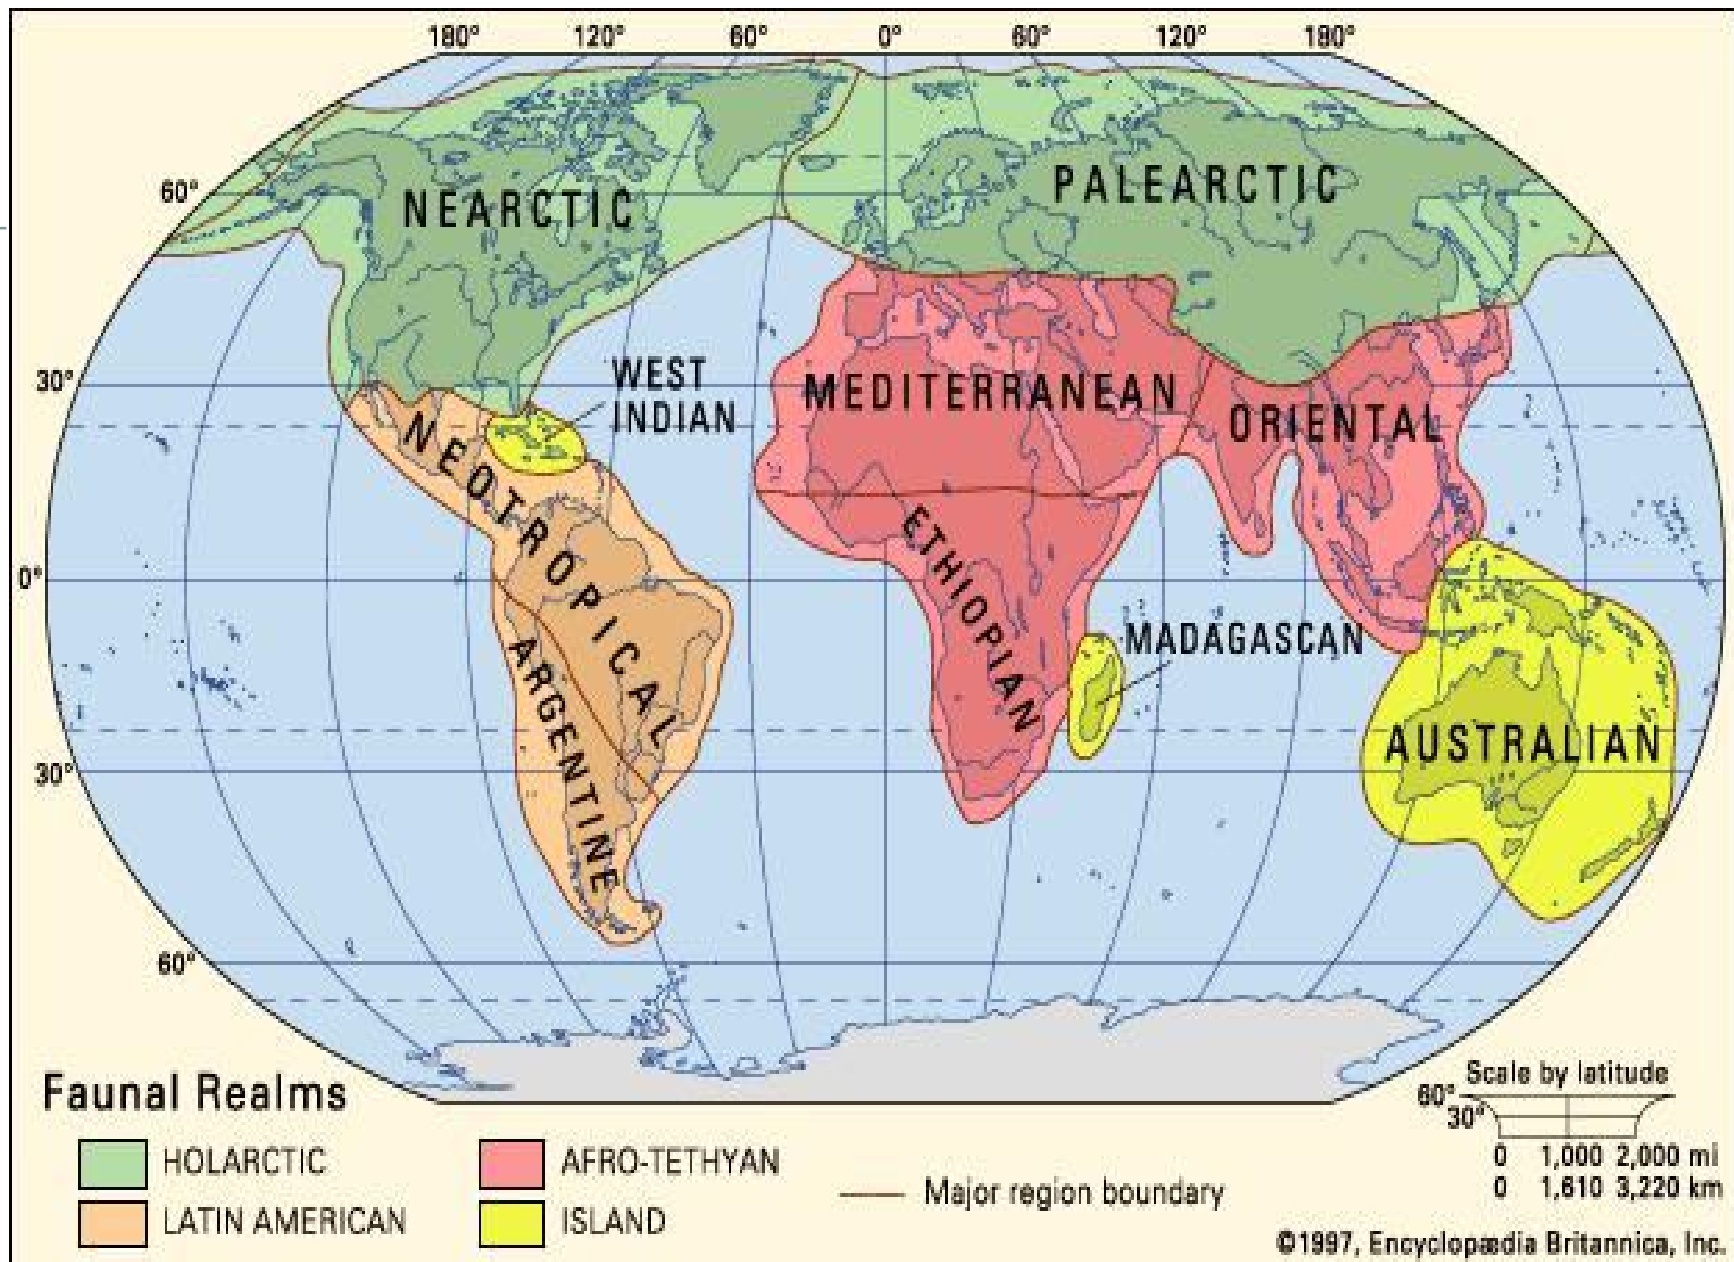 180° 120° 60° 0° 60° 120° 180°
60°
NEARCTIC
PALEARCTIC
30°
WEST
INDIAN
MEDITERRANEAN
ORIENTAL
NEOTROPICAL
ETHIOPIAN
0°
MADAGASCAN
ARGENTINE
AUSTRALIAN
30°
60°
Faunal Realms
HOLARCTIC
LATIN AMERICAN
AFRO-TETHYAN
ISLAND
Major region boundary
Scale by latitude
60°
30°
0 1,000 2,000 mi
0 1,610 3,220 km
©1997, Encyclopædia Britannica, Inc.